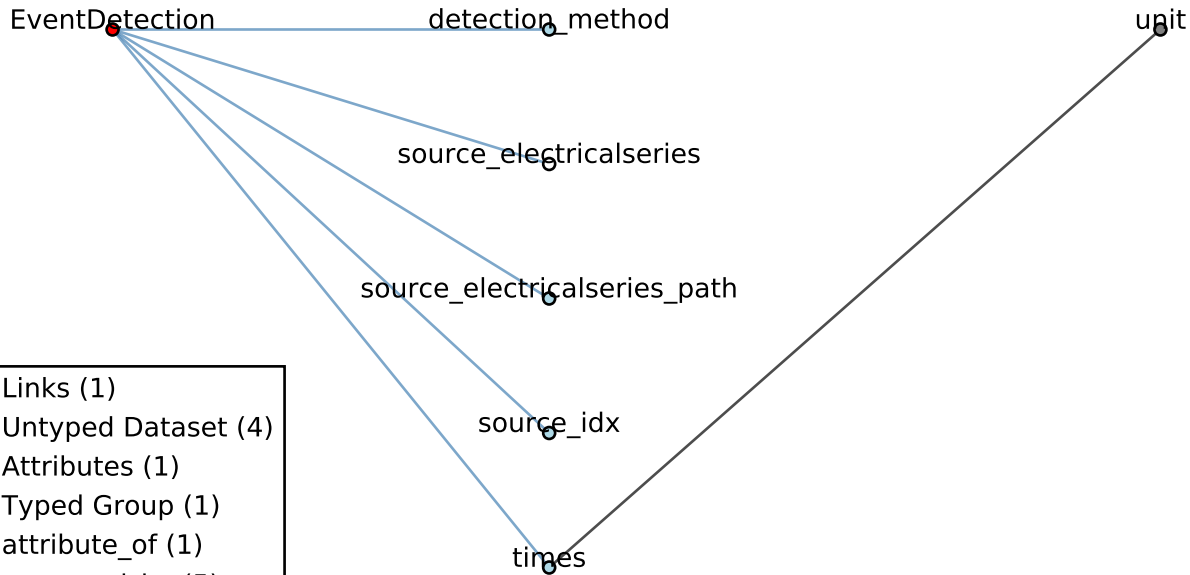 EventDetection
detection_method
unit
source_electricalseries
source_electricalseries_path
source_idx
times
Links (1)
Untyped Dataset (4)
Attributes (1)
Typed Group (1)
attribute_of (1)